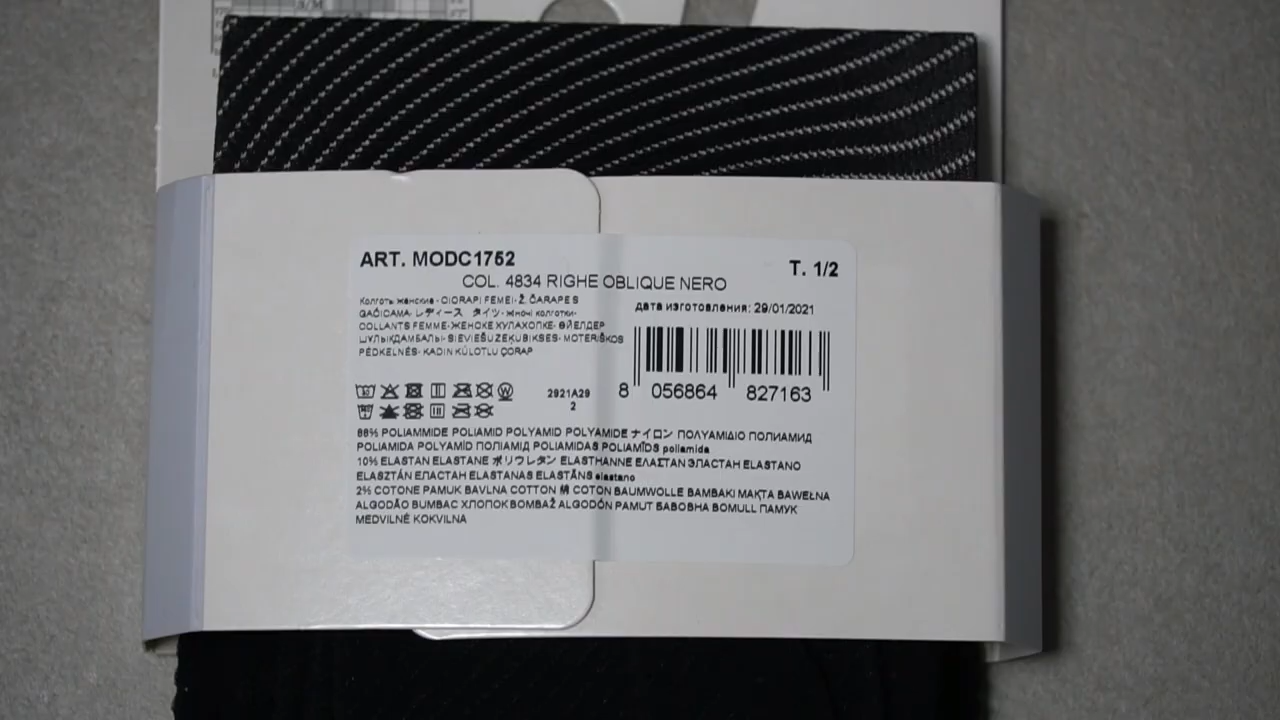 ART. MODC1752
T. 1/2
COL. 4834 RIGHE OBLIQUE NERO
Колготы женские - CIORAPI FEMEI- Ž. ČARAPE S
GAĆICAMA- レディース タイツ- жіночі колготки-
COLLANTS FEMME-ЖЕНСКЕ ХУЛАХОПКЕ- ӘЙЕЛДЕР
ШҰЛЫҚДАМБАЛЫ- SIEVIEŠU ZEĶUBIKSES- MOTERIŠKOS
PĖDKELNĖS- KADIN KÜLOTLU ÇORAP
дата изготовления: 29/01/2021
2921A29
2
8 056864 827163
88% POLIAMMIDE POLIAMID POLYAMID POLYAMIDE ナイロン ΠΟΛΥΑΜΙΔΙΟ ПОЛИАМИД
POLIAMIDA POLYAMÍD ПОЛІАМІД POLIAMIDAS POLIAMĪDS poliamida
10% ELASTAN ELASTANE ポリウレタン ELASTHANNE ΕΛΑΣΤΑΝ ЭЛАСТАН ELASTANO
ELASZTÁN ЕЛАСТАН ELASTANAS ELASTĀNS elastano
2% COTONE PAMUK BAVLNA COTTON 綿 COTON BAUMWOLLE BAMBAKI МАҚТА BAWEŁNA
ALGODÃO BUMBAC ХЛОПОК BOMBAŽ ALGODÓN PAMUT БАВОВНА BOMULL ПАМУК
MEDVILNĖ KOKVILNA